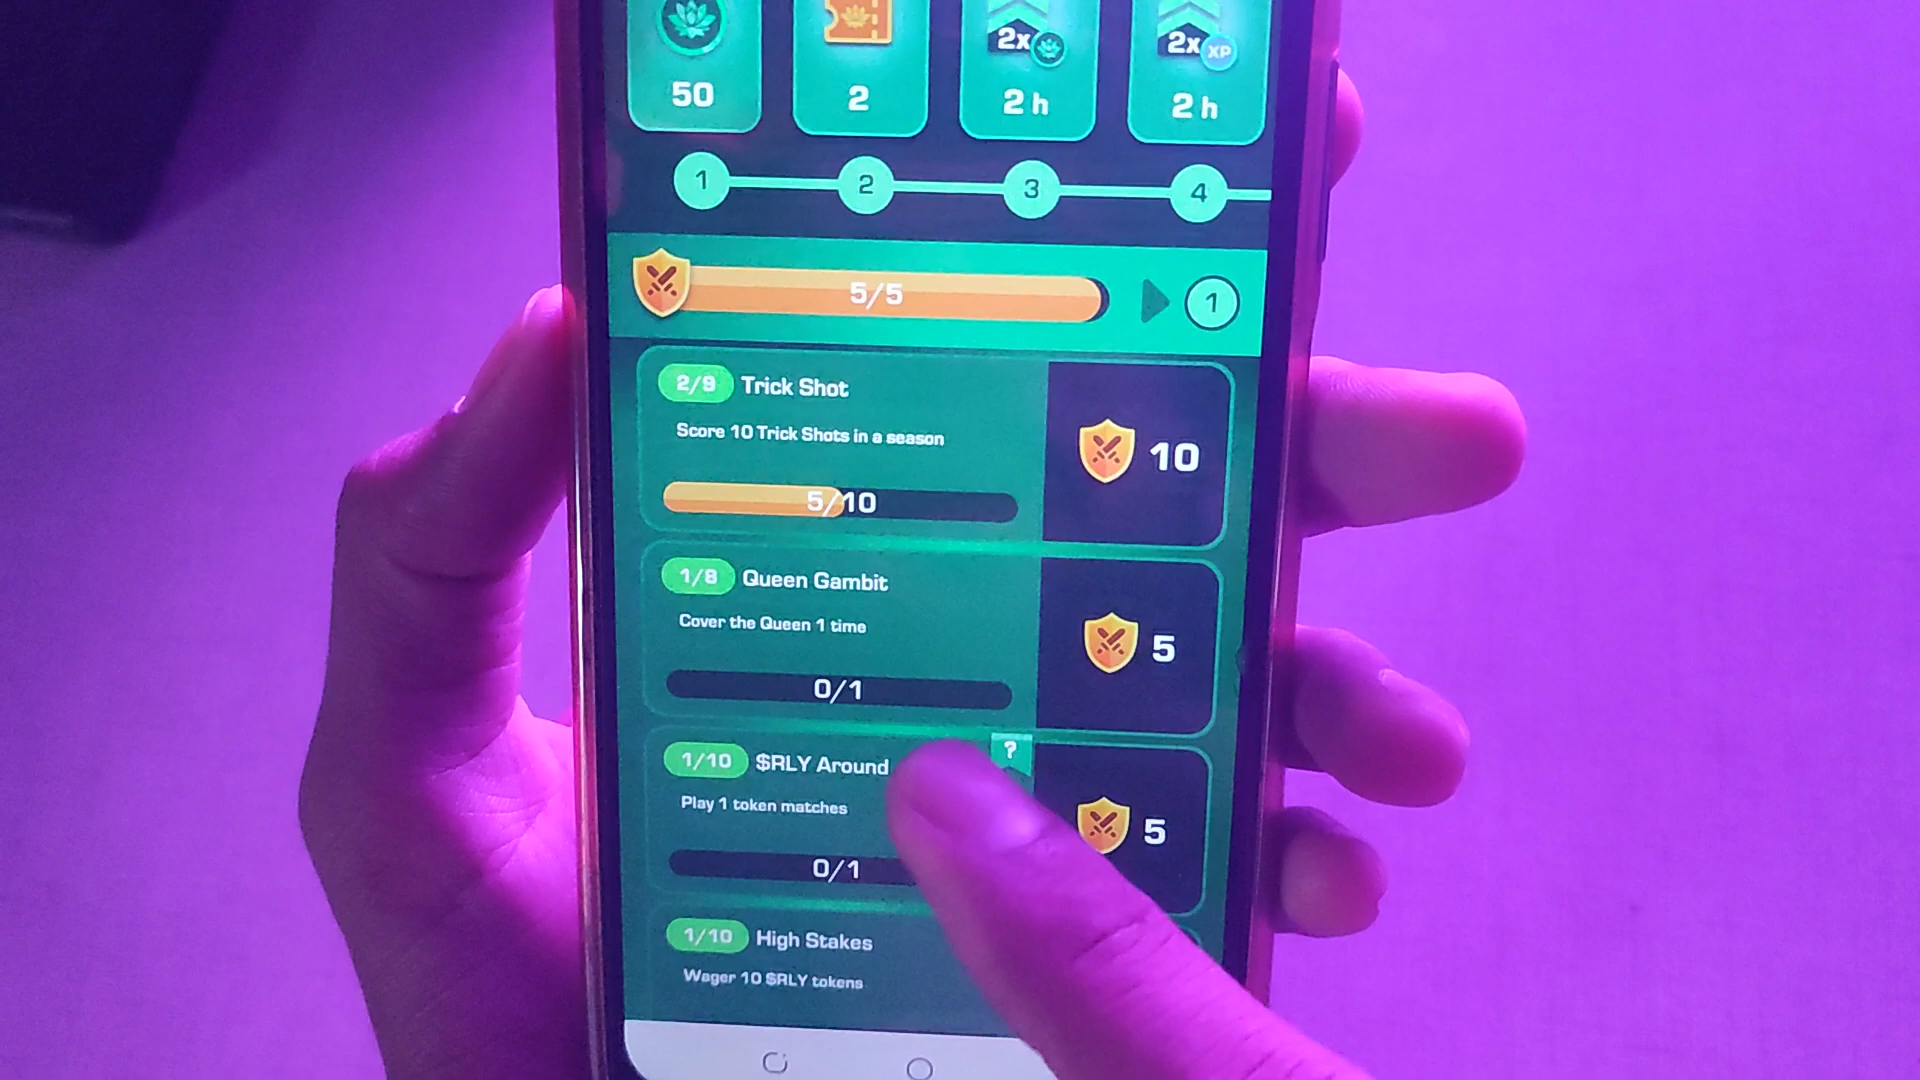 2x
2x XP
50
2
2 h
2 h
1
2
3
4
5/5
1
2/9 Trick Shot
Score 10 Trick Shots in a season
5/10
10
1/8 Queen Gambit
Cover the Queen 1 time
0/1
5
?
1/10 $RLY Around
Play 1 token matches
0/1
5
1/10 High Stakes
Wager 10 $RLY tokens